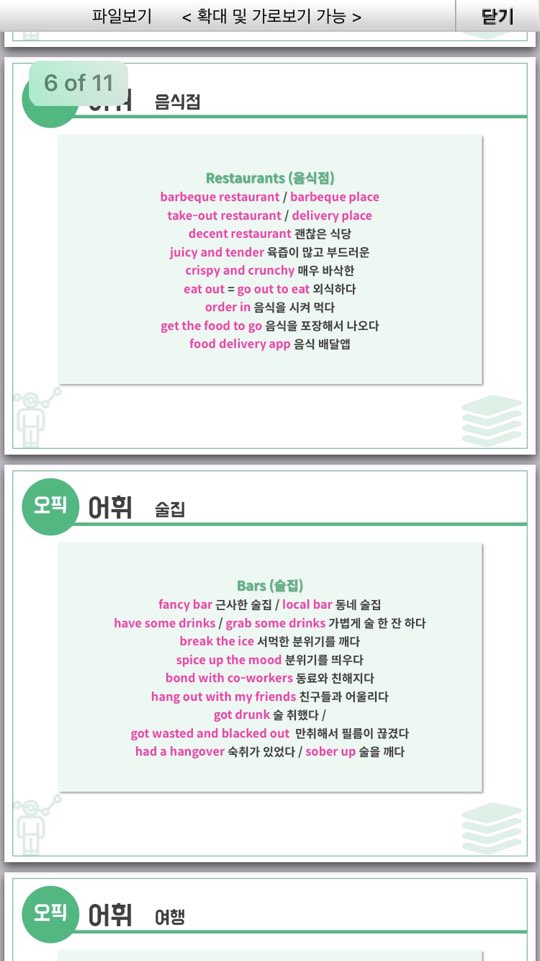 파일보기 < 확대 및 가로보기 가능 > 닫기
6 of 11
어휘 음식점
Restaurants (음식점)
barbeque restaurant / barbeque place
take-out restaurant / delivery place
decent restaurant 괜찮은 식당
juicy and tender 육즙이 많고 부드러운
crispy and crunchy 매우 바삭한
eat out = go out to eat 외식하다
order in 음식을 시켜 먹다
get the food to go 음식을 포장해서 나오다
food delivery app 음식 배달앱
오픽 어휘 술집
Bars (술집)
fancy bar 근사한 술집 / local bar 동네 술집
have some drinks / grab some drinks 가볍게 술 한 잔 하다
break the ice 서먹한 분위기를 깨다
spice up the mood 분위기를 띄우다
bond with co-workers 동료와 친해지다
hang out with my friends 친구들과 어울리다
got drunk 술 취했다 /
got wasted and blacked out 만취해서 필름이 끊겼다
had a hangover 숙취가 있었다 / sober up 술을 깨다
오픽 어휘 여행